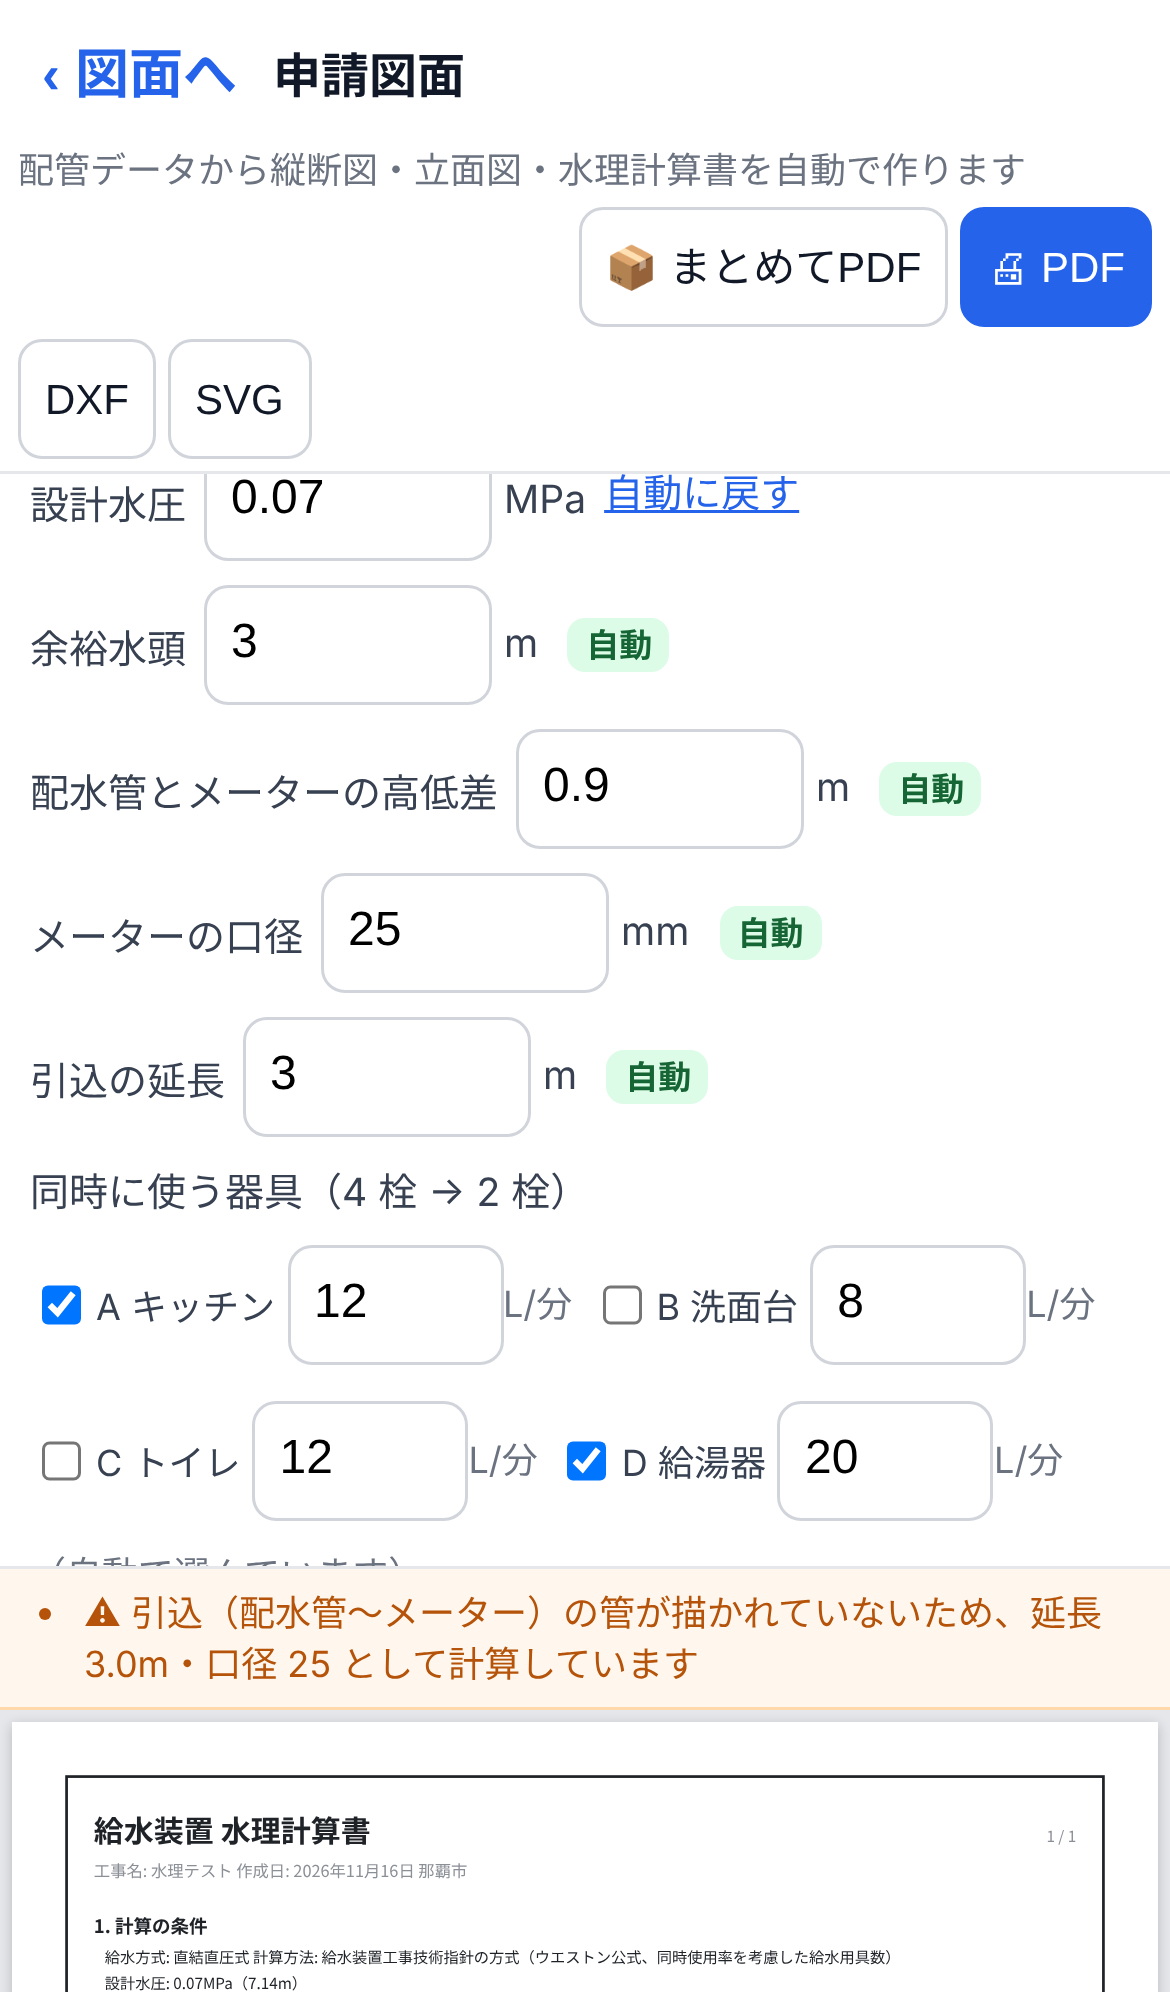 ‹ 図面へ 申請図面
配管データから縦断図・立面図・水理計算書を自動で作ります
まとめてPDF PDF
DXF SVG
設計水圧 0.07 MPa 自動に戻す
余裕水頭 3 m 自動
配水管とメーターの高低差 0.9 m 自動
メーターの口径 25 mm 自動
引込の延長 3 m 自動
同時に使う器具（4 栓 → 2 栓）
A キッチン 12 L/分 B 洗面台 8 L/分
C トイレ 12 L/分 D 給湯器 20 L/分
（自動で選んでいます）
• ⚠ 引込（配水管〜メーター）の管が描かれていないため、延長
3.0m・口径 25 として計算しています
給水装置 水理計算書 1 / 1
工事名: 水理テスト 作成日: 2026年11月16日 那覇市
1. 計算の条件
給水方式: 直結直圧式 計算方法: 給水装置工事技術指針の方式（ウエストン公式、同時使用率を考慮した給水用具数）
設計水圧: 0.07MPa（7.14m）